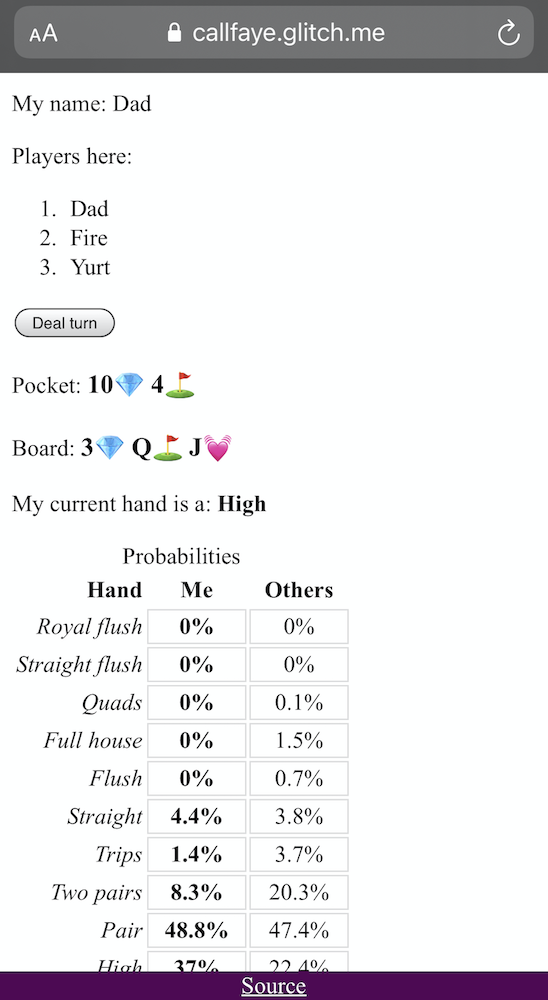 AA callfaye.glitch.me
My name: Dad
Players here:
1. Dad
2. Fire
3. Yurt
Deal turn
Pocket: 10💎 4⛳
Board: 3💎 Q⛳ J💓
My current hand is a: High
Probabilities
Hand Me Others
Royal flush 0% 0%
Straight flush 0% 0%
Quads 0% 0.1%
Full house 0% 1.5%
Flush 0% 0.7%
Straight 4.4% 3.8%
Trips 1.4% 3.7%
Two pairs 8.3% 20.3%
Pair 48.8% 47.4%
High 37% 22.4%
Source